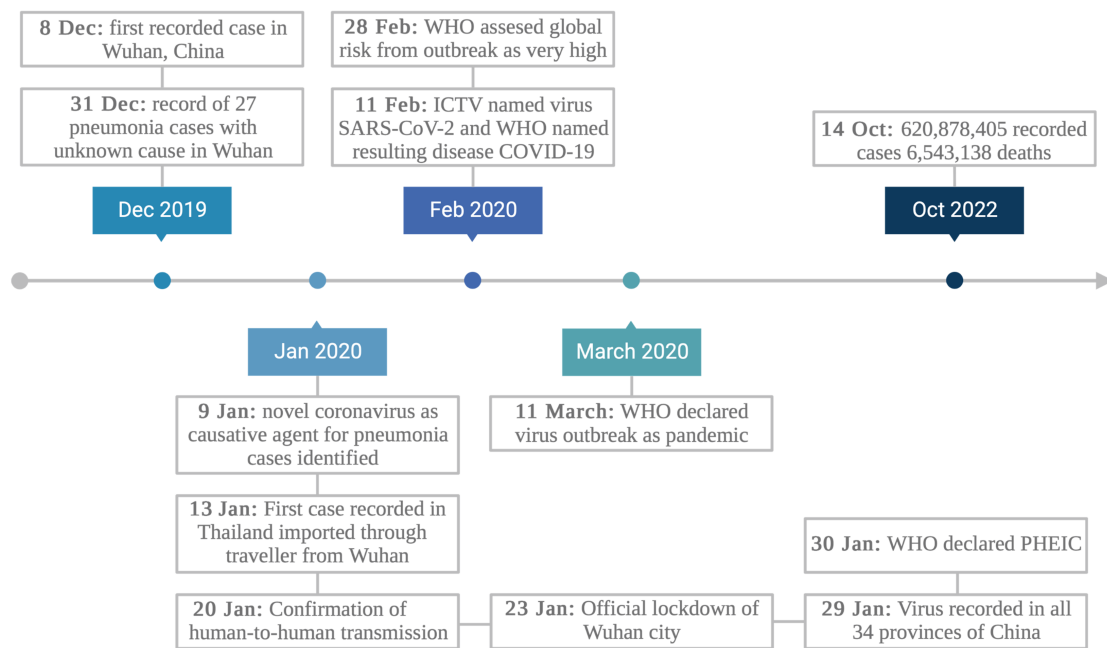 8 Dec: first recorded case in
Wuhan, China
31 Dec: record of 27
pneumonia cases with
unknown cause in Wuhan
Dec 2019
28 Feb: WHO assesed global
risk from outbreak as very high
11 Feb: ICTV named virus
SARS-CoV-2 and WHO named
resulting disease COVID-19
Feb 2020
14 Oct: 620,878,405 recorded
cases 6,543,138 deaths
Oct 2022
Jan 2020
9 Jan: novel coronavirus as
causative agent for pneumonia
cases identified
13 Jan: First case recorded in
Thailand imported through
traveller from Wuhan
20 Jan: Confirmation of
human-to-human transmission
23 Jan: Official lockdown of
Wuhan city
29 Jan: Virus recorded in all
34 provinces of China
30 Jan: WHO declared PHEIC
March 2020
11 March: WHO declared
virus outbreak as pandemic